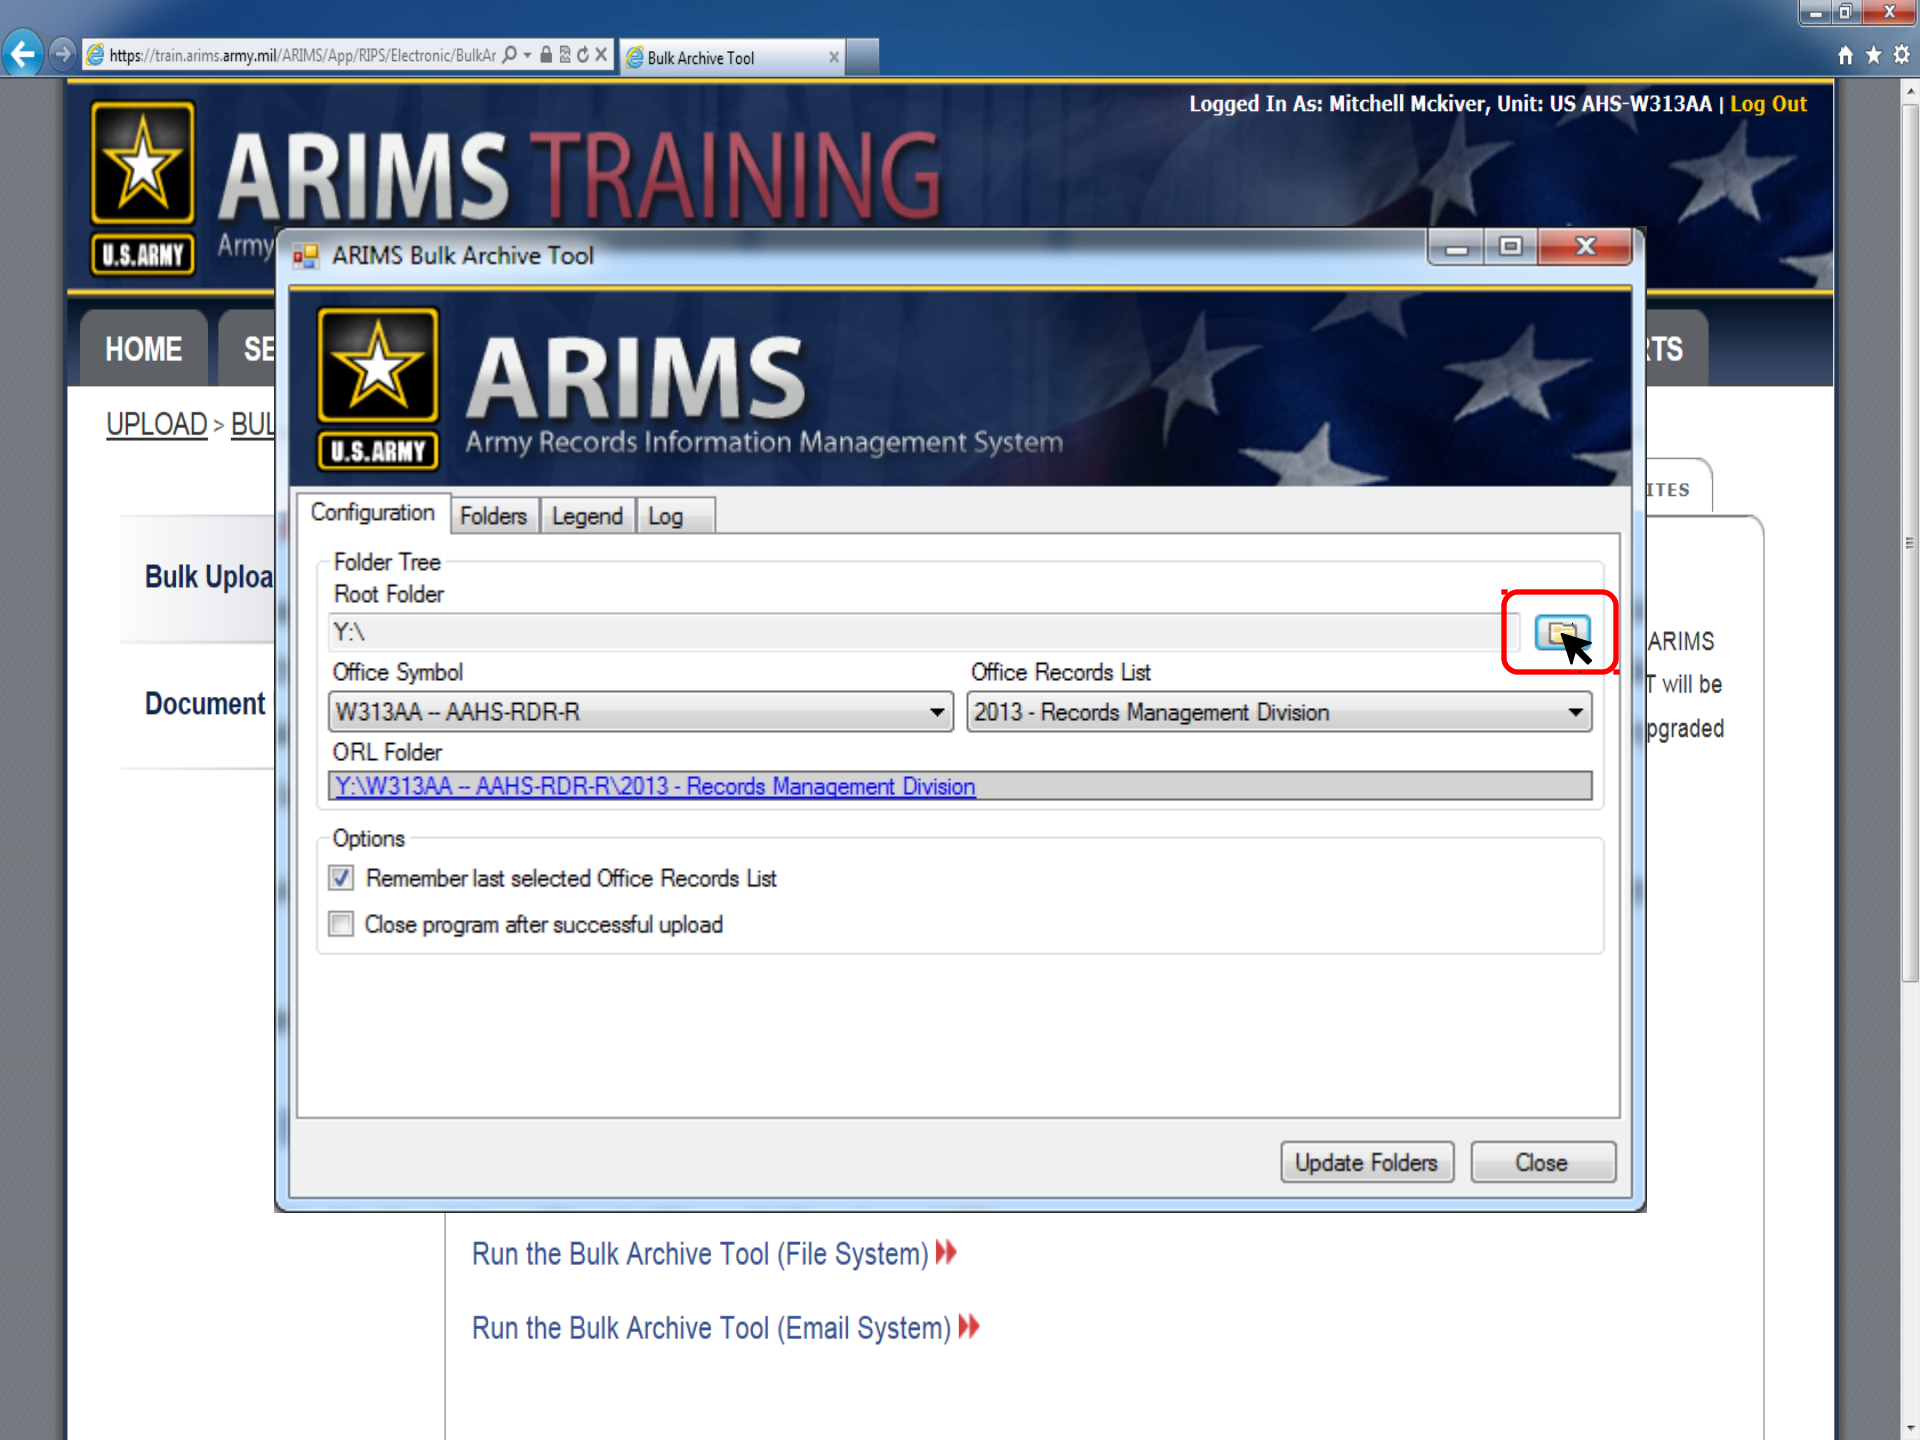 https://train.arims.army.mil/ARIMS/App/RIPS/Electronic/BulkAr
Bulk Archive Tool
Logged In As: Mitchell Mckiver, Unit: US AHS-W313AA | Log Out
ARIMS TRAINING
U.S.ARMY
Army
ARIMS Bulk Archive Tool
HOME
SE
RTS
ARIMS
U.S.ARMY
Army Records Information Management System
UPLOAD > BUL
ITES
Configuration Folders Legend Log
Bulk Uploa
Document
Folder Tree
Root Folder
Y:\
Office Symbol
Office Records List
W313AA -- AAHS-RDR-R
2013 - Records Management Division
ORL Folder
Y:\W313AA -- AAHS-RDR-R\2013 - Records Management Division
ARIMS
T will be
pgraded
Options
Remember last selected Office Records List
Close program after successful upload
Update Folders
Close
Run the Bulk Archive Tool (File System)
Run the Bulk Archive Tool (Email System)